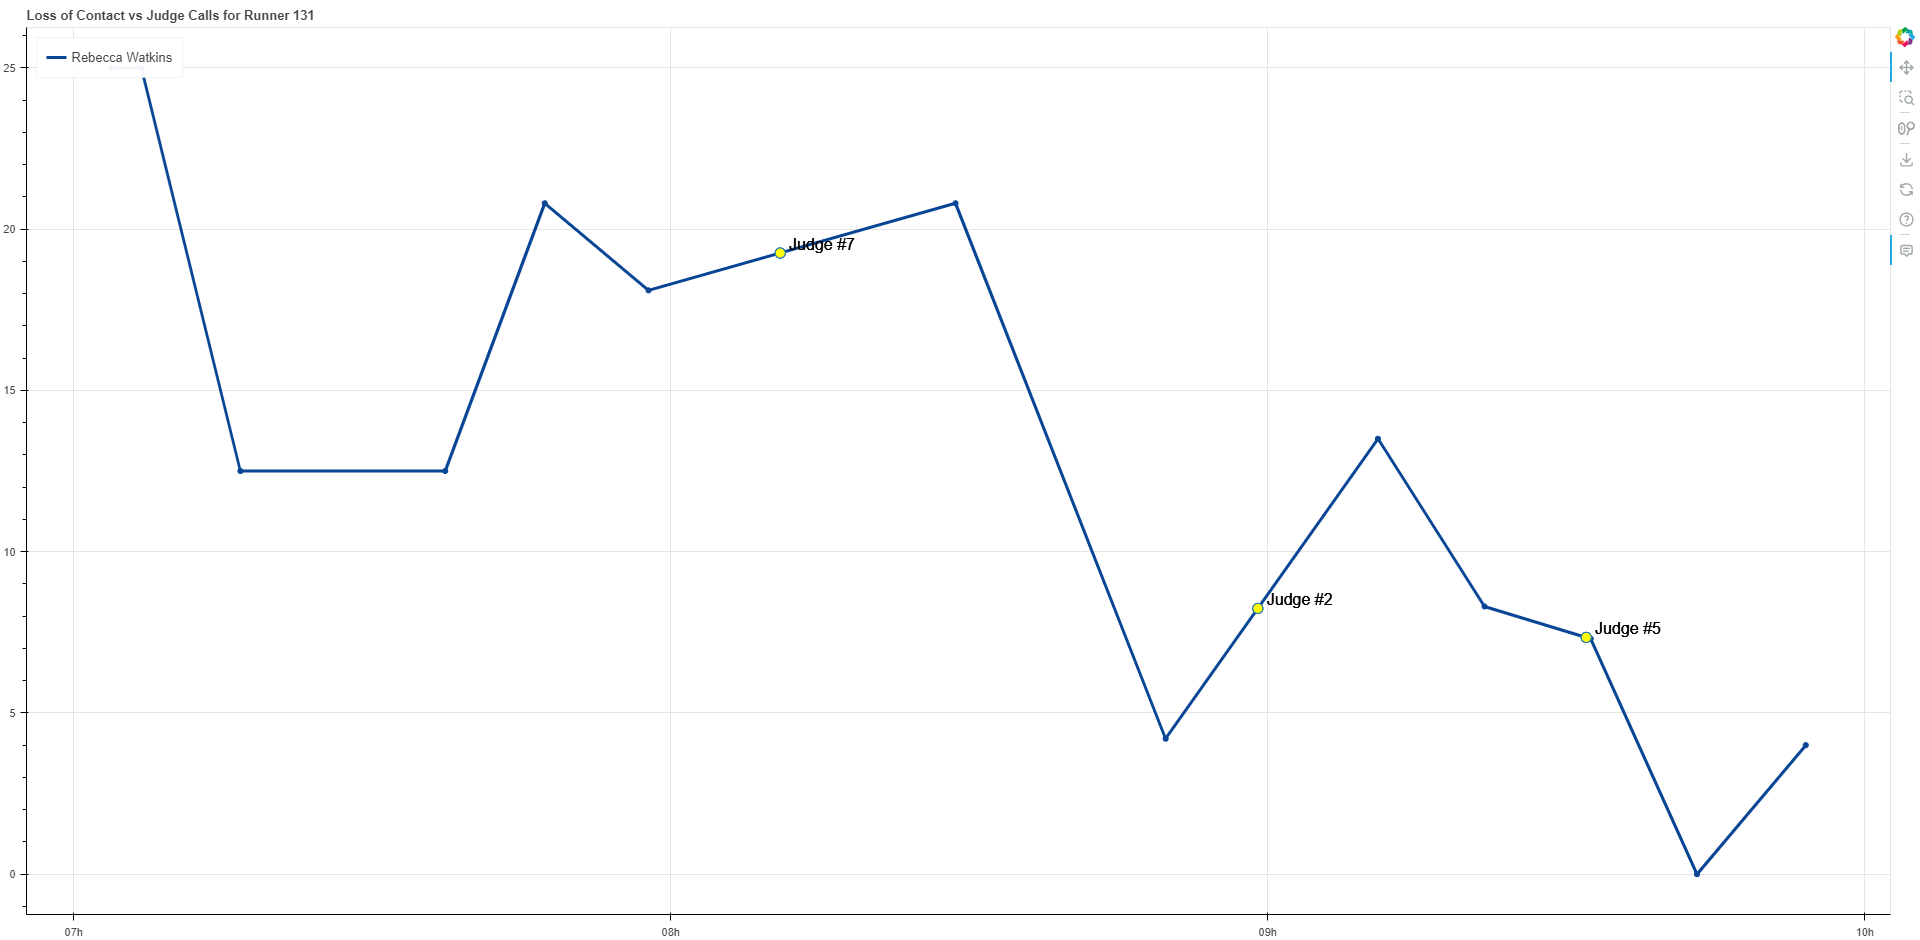 Loss of Contact vs Judge Calls for Runner 131
Rebecca Watkins
25
20
15
10
5
0
Judge #7
Judge #2
Judge #5
07h
08h
09h
10h